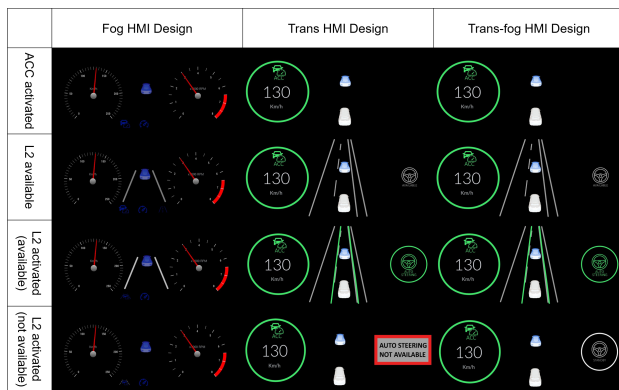 Fog HMI Design
Trans HMI Design
Trans-fog HMI Design
ACC activated
ACC
130
Km/h
ACC
130
Km/h
L2 available
ACC
130
Km/h
ACC
130
Km/h
L2 activated
(available)
ACC
130
Km/h
ACC
130
Km/h
L2 activated
(not available)
ACC
130
Km/h
AUTO STEERING
NOT AVAILABLE
ACC
130
Km/h